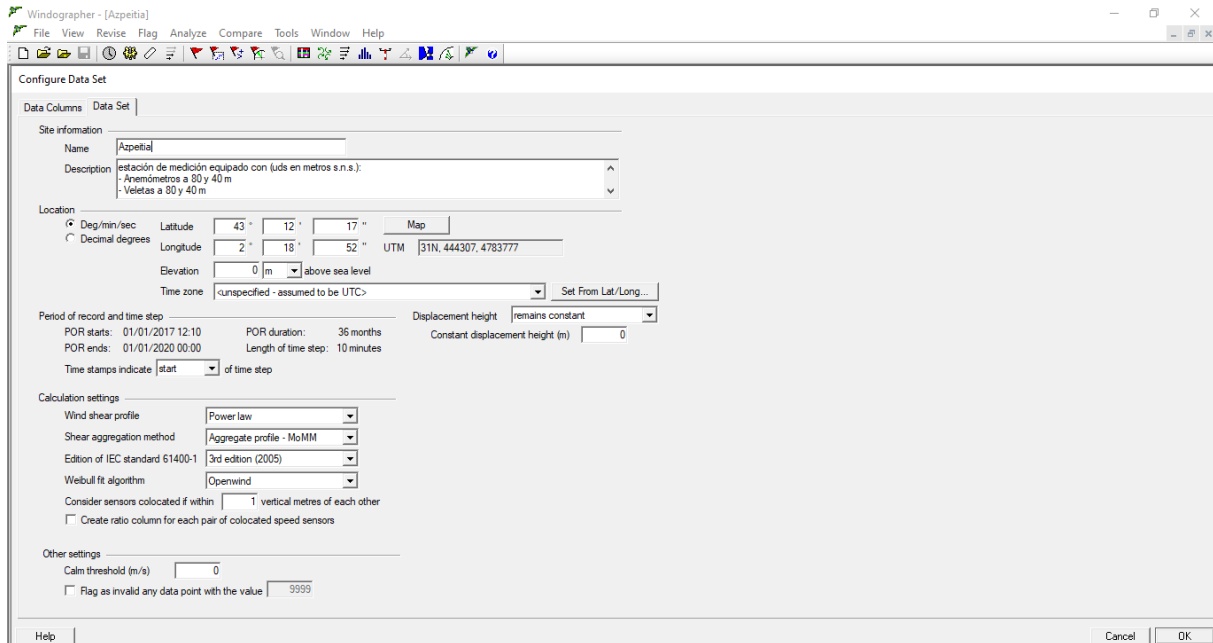 Windographer - [Azpeitia]
File View Revise Flag Analyze Compare Tools Window Help
Configure Data Set
Data Columns Data Set
Site information
Name Azpeitia
Description estación de medición equipado con (uds en metros s.n.s.):
- Anemómetros a 80 y 40 m
- Veletas a 80 y 40 m
Location
Deg/min/sec Latitude 43 ° 12 ' 17 " Map
Decimal degrees
Longitude 2 ° 18 ' 52 " UTM 31N, 444307, 4783777
Elevation 0 m above sea level
Time zone <unspecified - assumed to be UTC> Set From Lat/Long...
Period of record and time step
POR starts: 01/01/2017 12:10 POR duration: 36 months
POR ends: 01/01/2020 00:00 Length of time step: 10 minutes
Time stamps indicate start of time step
Displacement height remains constant
Constant displacement height (m) 0
Calculation settings
Wind shear profile Power law
Shear aggregation method Aggregate profile - MoMM
Edition of IEC standard 61400-1 3rd edition (2005)
Weibull fit algorithm Openwind
Consider sensors colocated if within 1 vertical metres of each other
Create ratio column for each pair of colocated speed sensors
Other settings
Calm threshold (m/s) 0
Flag as invalid any data point with the value 9999
Help Cancel OK